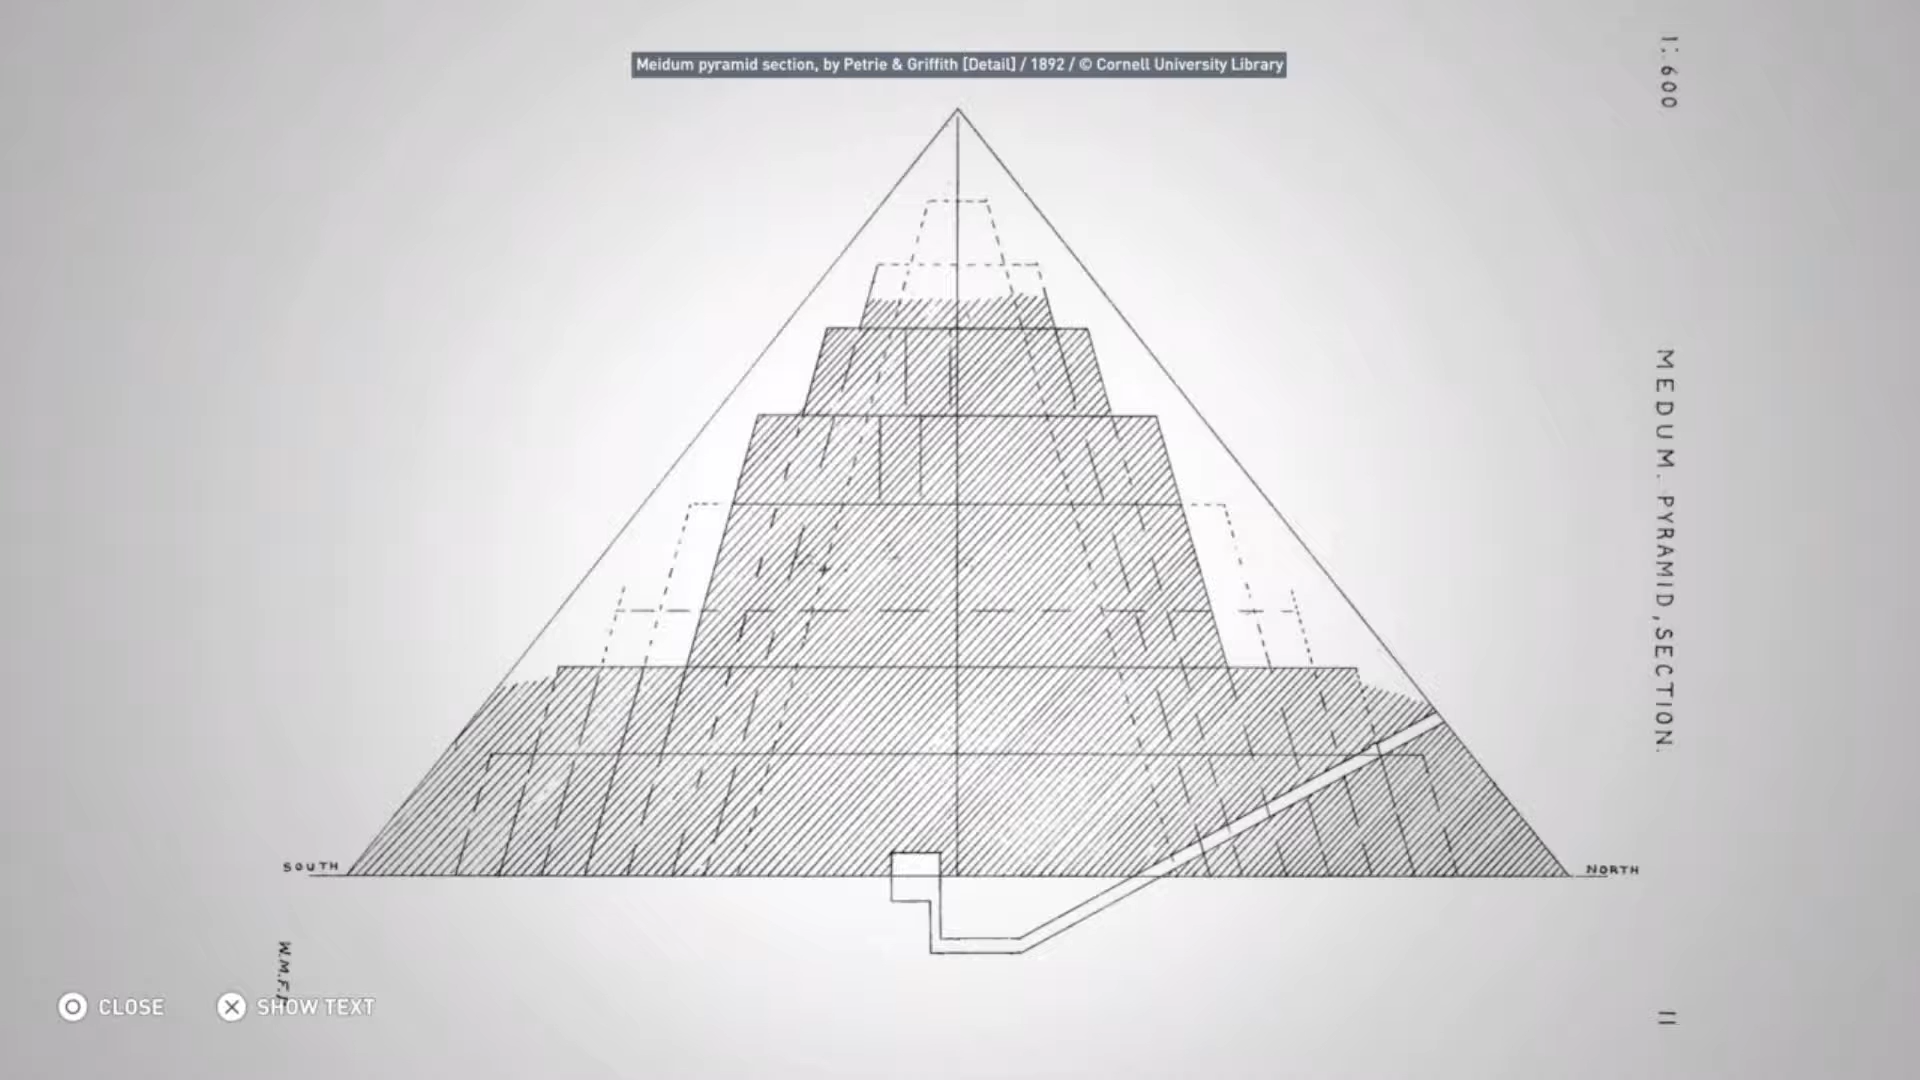 Meidum pyramid section, by Petrie & Griffith [Detail] / 1892 / © Cornell University Library
1:600
MEDUM. PYRAMID, SECTION.
SOUTH
NORTH
W.M.F.
CLOSE
SHOW TEXT
II